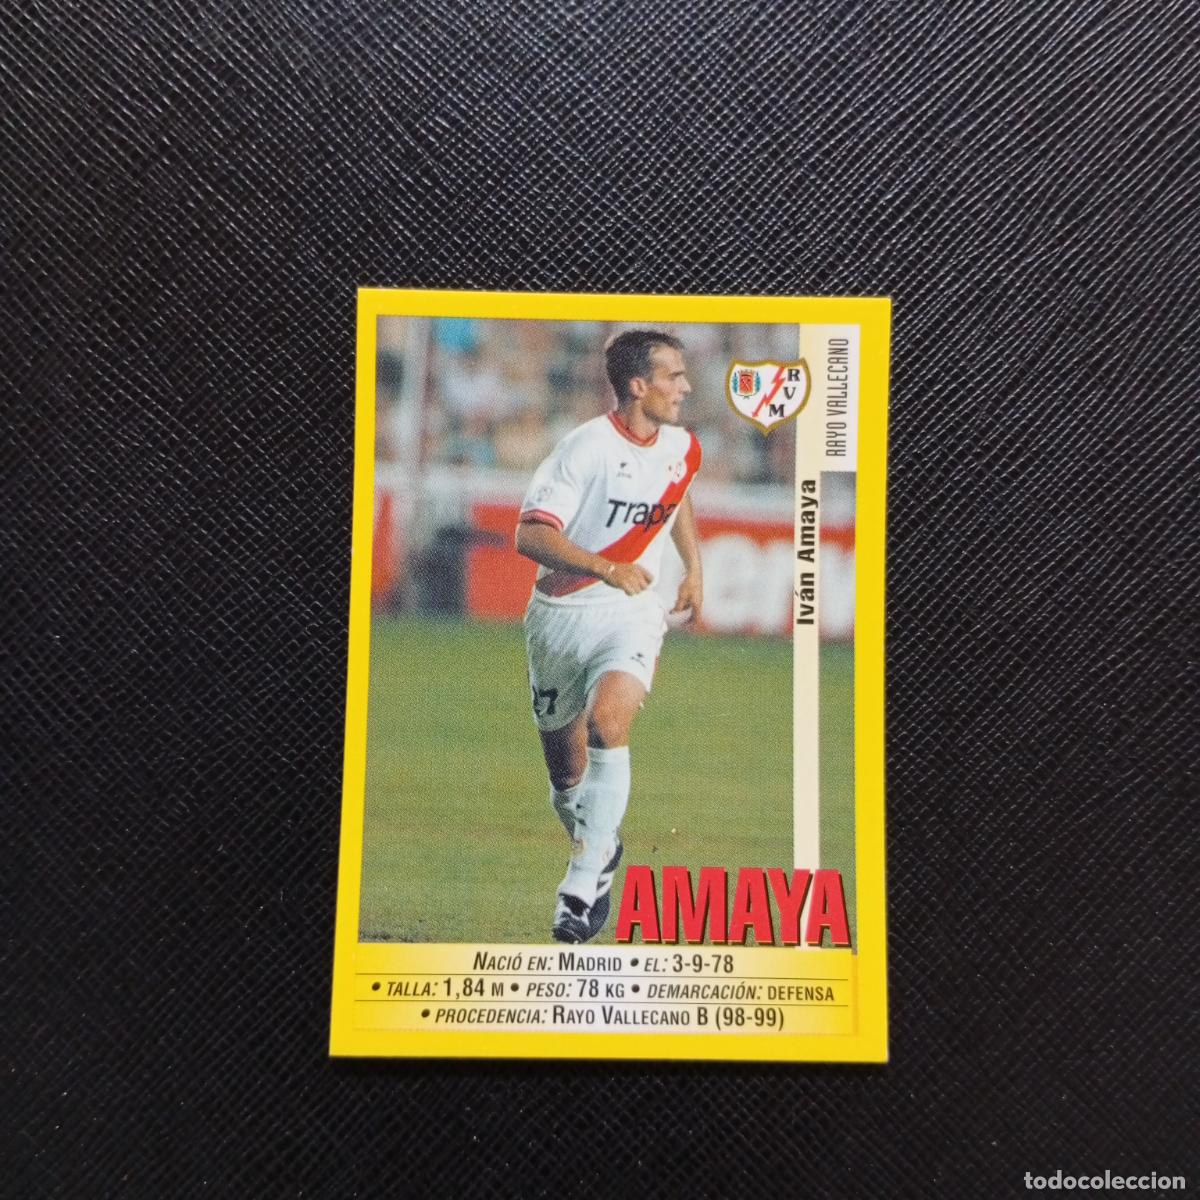 RAYO VALLECANO
RVM
Iván Amaya
Trapa
27
AMAYA
NACIÓ EN: MADRID • EL: 3-9-78
• TALLA: 1,84 M • PESO: 78 KG • DEMARCACIÓN: DEFENSA
• PROCEDENCIA: RAYO VALLECANO B (98-99)
todocoleccion